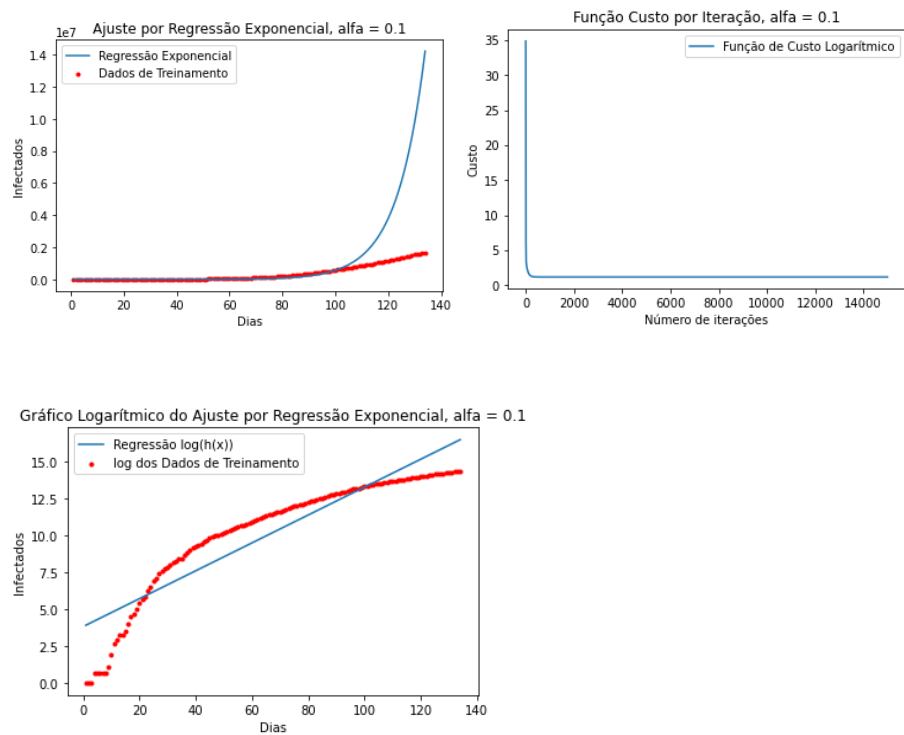 Ajuste por Regressão Exponencial, alfa = 0.1
1e7
Regressão Exponencial
Dados de Treinamento
1.4
1.2
1.0
0.8
0.6
0.4
0.2
0.0
Infectados
0 20 40 60 80 100 120 140
Dias
Função Custo por Iteração, alfa = 0.1
Função de Custo Logarítmico
35
30
25
20
15
10
5
0
Custo
0 2000 4000 6000 8000 10000 12000 14000
Número de iterações
Gráfico Logarítmico do Ajuste por Regressão Exponencial, alfa = 0.1
Regressão log(h(x))
log dos Dados de Treinamento
15.0
12.5
10.0
7.5
5.0
2.5
0.0
Infectados
0 20 40 60 80 100 120 140
Dias